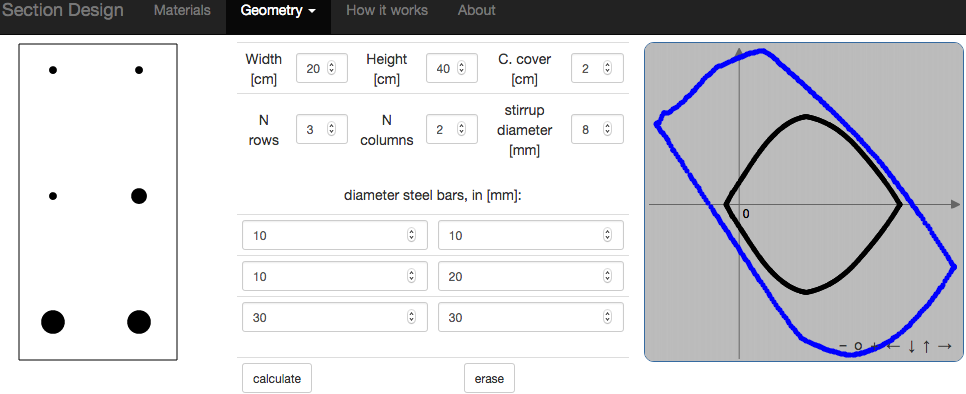 Section Design Materials Geometry How it works About
Width [cm] 20 Height [cm] 40 C. cover [cm] 2
N rows 3 N columns 2 stirrup diameter [mm] 8
diameter steel bars, in [mm]:
10 10
10 20
30 30
calculate erase
0
- o + ← ↓ ↑ →